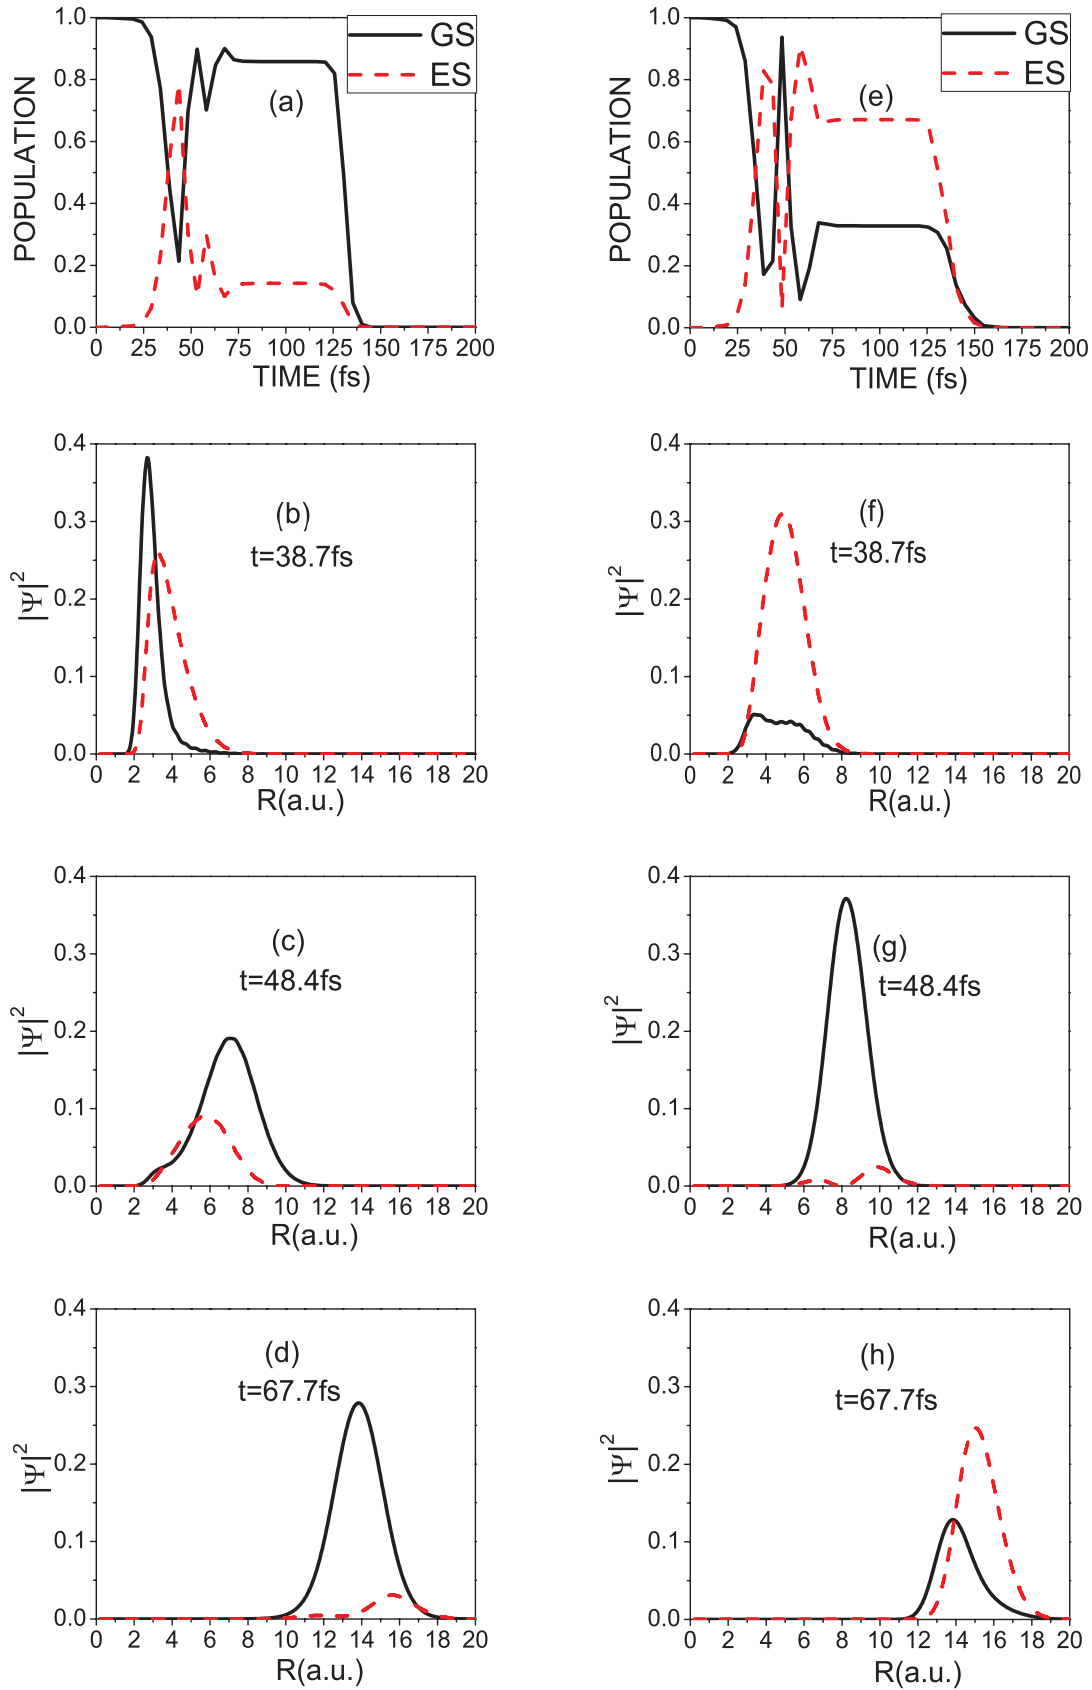 1.0
0.8
0.6
0.4
0.2
0.0
POPULATION
(a)
GS
ES
0 25 50 75 100 125 150 175 200
TIME (fs)
1.0
0.8
0.6
0.4
0.2
0.0
POPULATION
(e)
GS
ES
0 25 50 75 100 125 150 175 200
TIME (fs)
0.4
0.3
0.2
0.1
0.0
|Ψ|²
(b)
t=38.7fs
0 2 4 6 8 10 12 14 16 18 20
R(a.u.)
0.4
0.3
0.2
0.1
0.0
|Ψ|²
(f)
t=38.7fs
0 2 4 6 8 10 12 14 16 18 20
R(a.u.)
0.4
0.3
0.2
0.1
0.0
|Ψ|²
(c)
t=48.4fs
0 2 4 6 8 10 12 14 16 18 20
R(a.u.)
0.4
0.3
0.2
0.1
0.0
|Ψ|²
(g)
t=48.4fs
0 2 4 6 8 10 12 14 16 18 20
R(a.u.)
0.4
0.3
0.2
0.1
0.0
|Ψ|²
(d)
t=67.7fs
0 2 4 6 8 10 12 14 16 18 20
R(a.u.)
0.4
0.3
0.2
0.1
0.0
|Ψ|²
(h)
t=67.7fs
0 2 4 6 8 10 12 14 16 18 20
R(a.u.)